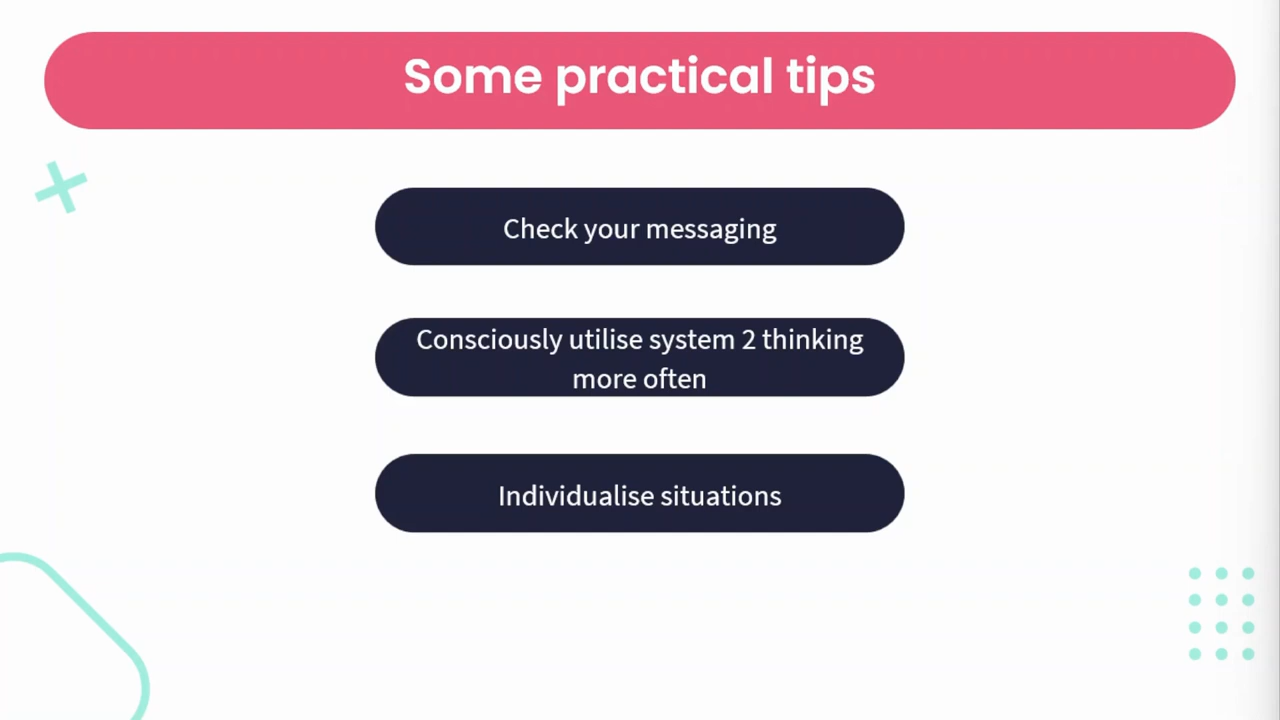 Some practical tips
Check your messaging
Consciously utilise system 2 thinking
more often
Individualise situations